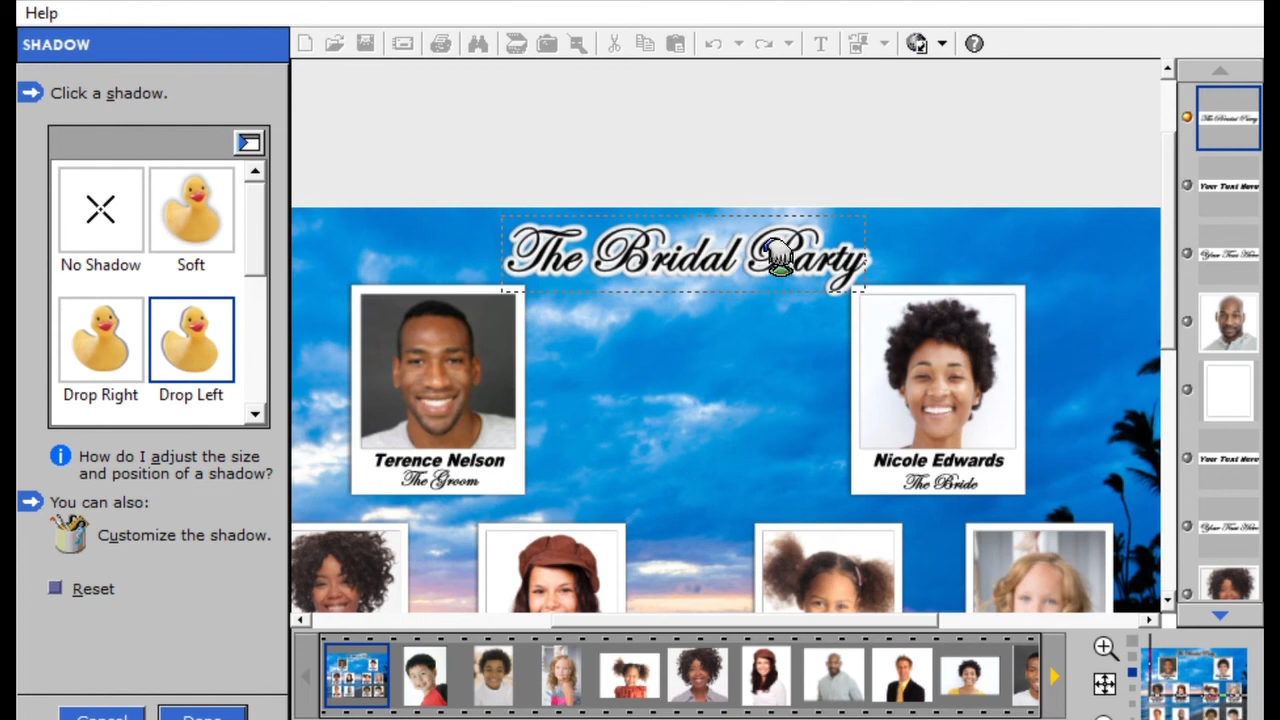 Help
SHADOW
Click a shadow.
No Shadow
Soft
Drop Right
Drop Left
How do I adjust the size
and position of a shadow?
You can also:
Customize the shadow.
Reset
Cancel
Done
The Bridal Party
Terence Nelson
The Groom
Nicole Edwards
The Bride
The Bridal Party
Your Text Here
Your Text Here
Your Text Here
Your Text Here